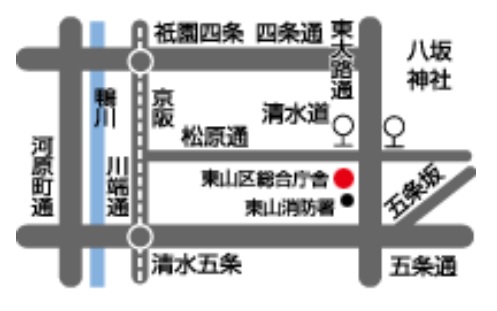 祇園四条
四条通
東大路通
八坂
神社
鴨川
京阪
清水道
松原通
河原町通
川端通
東山区総合庁舎
東山消防署
五条坂
清水五条
五条通